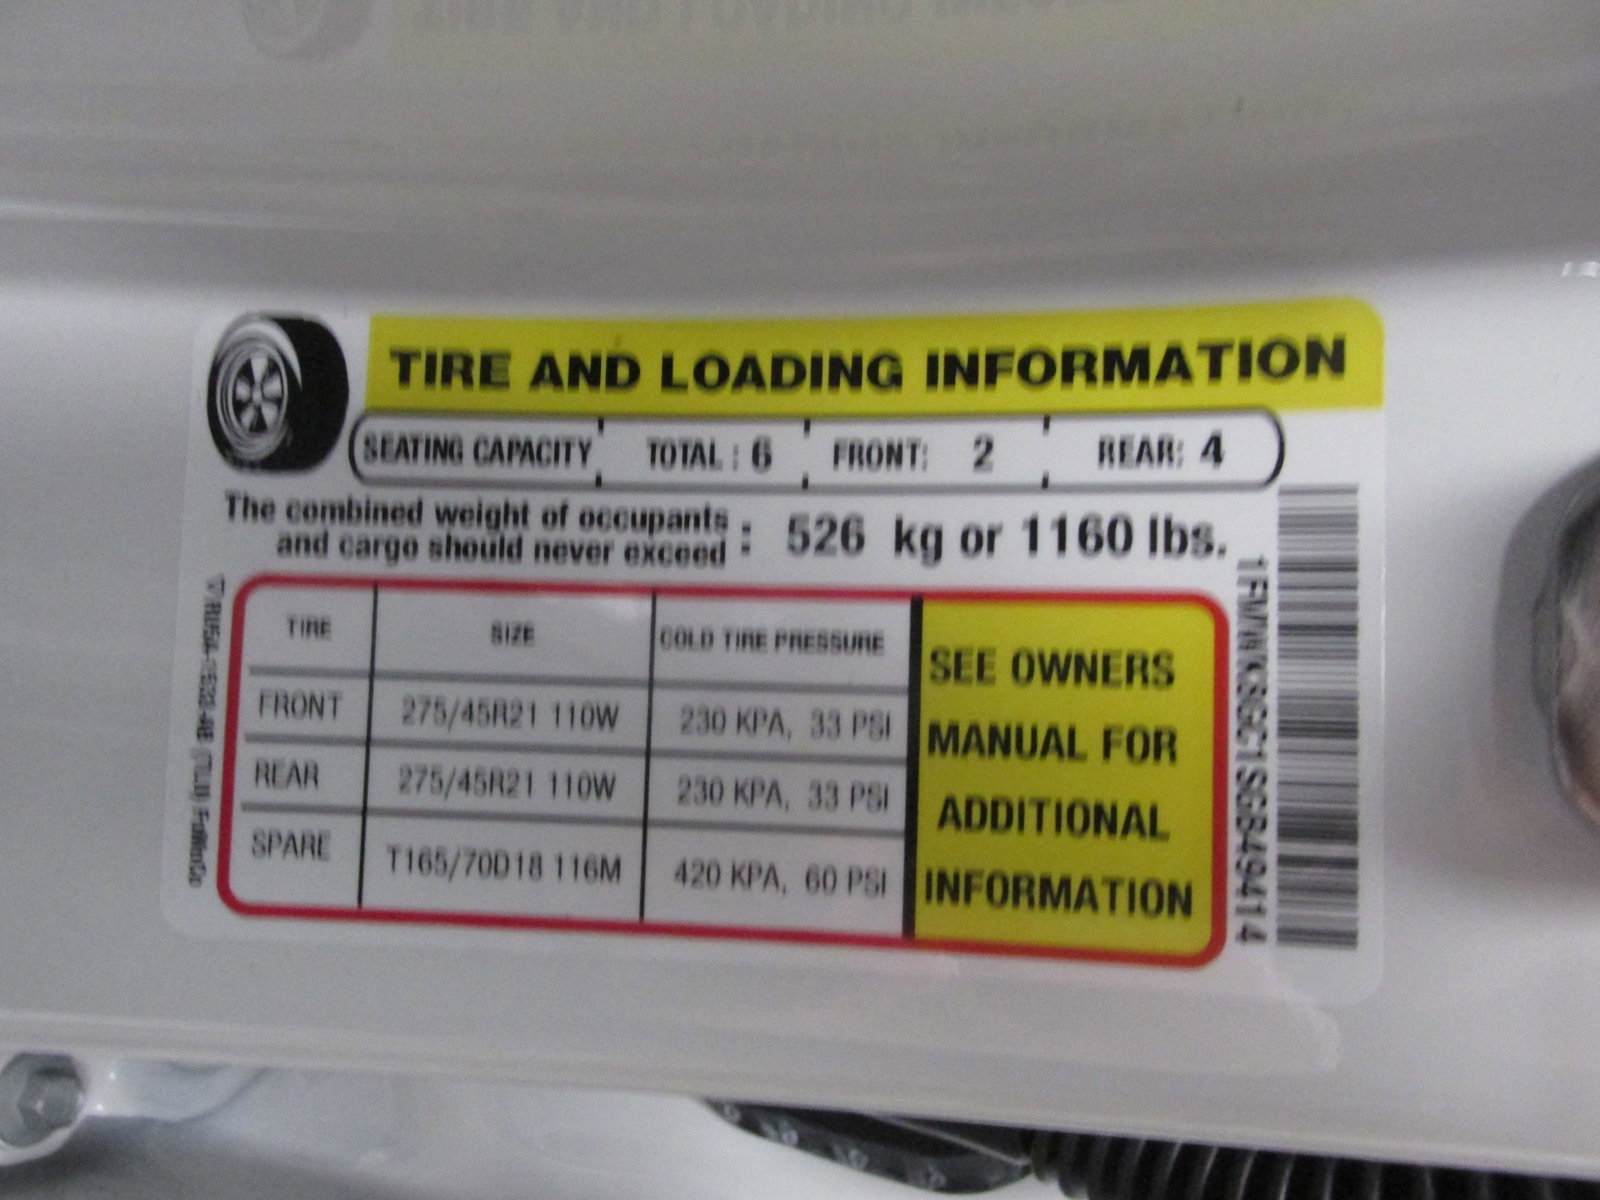 TIRE AND LOADING INFORMATION
SEATING CAPACITY TOTAL : 6 FRONT: 2 REAR: 4
The combined weight of occupants
and cargo should never exceed : 526 kg or 1160 lbs.
TIRE SIZE COLD TIRE PRESSURE
FRONT 275/45R21 110W 230 KPA, 33 PSI
REAR 275/45R21 110W 230 KPA, 33 PSI
SPARE T165/70D18 116M 420 KPA, 60 PSI
SEE OWNERS
MANUAL FOR
ADDITIONAL
INFORMATION